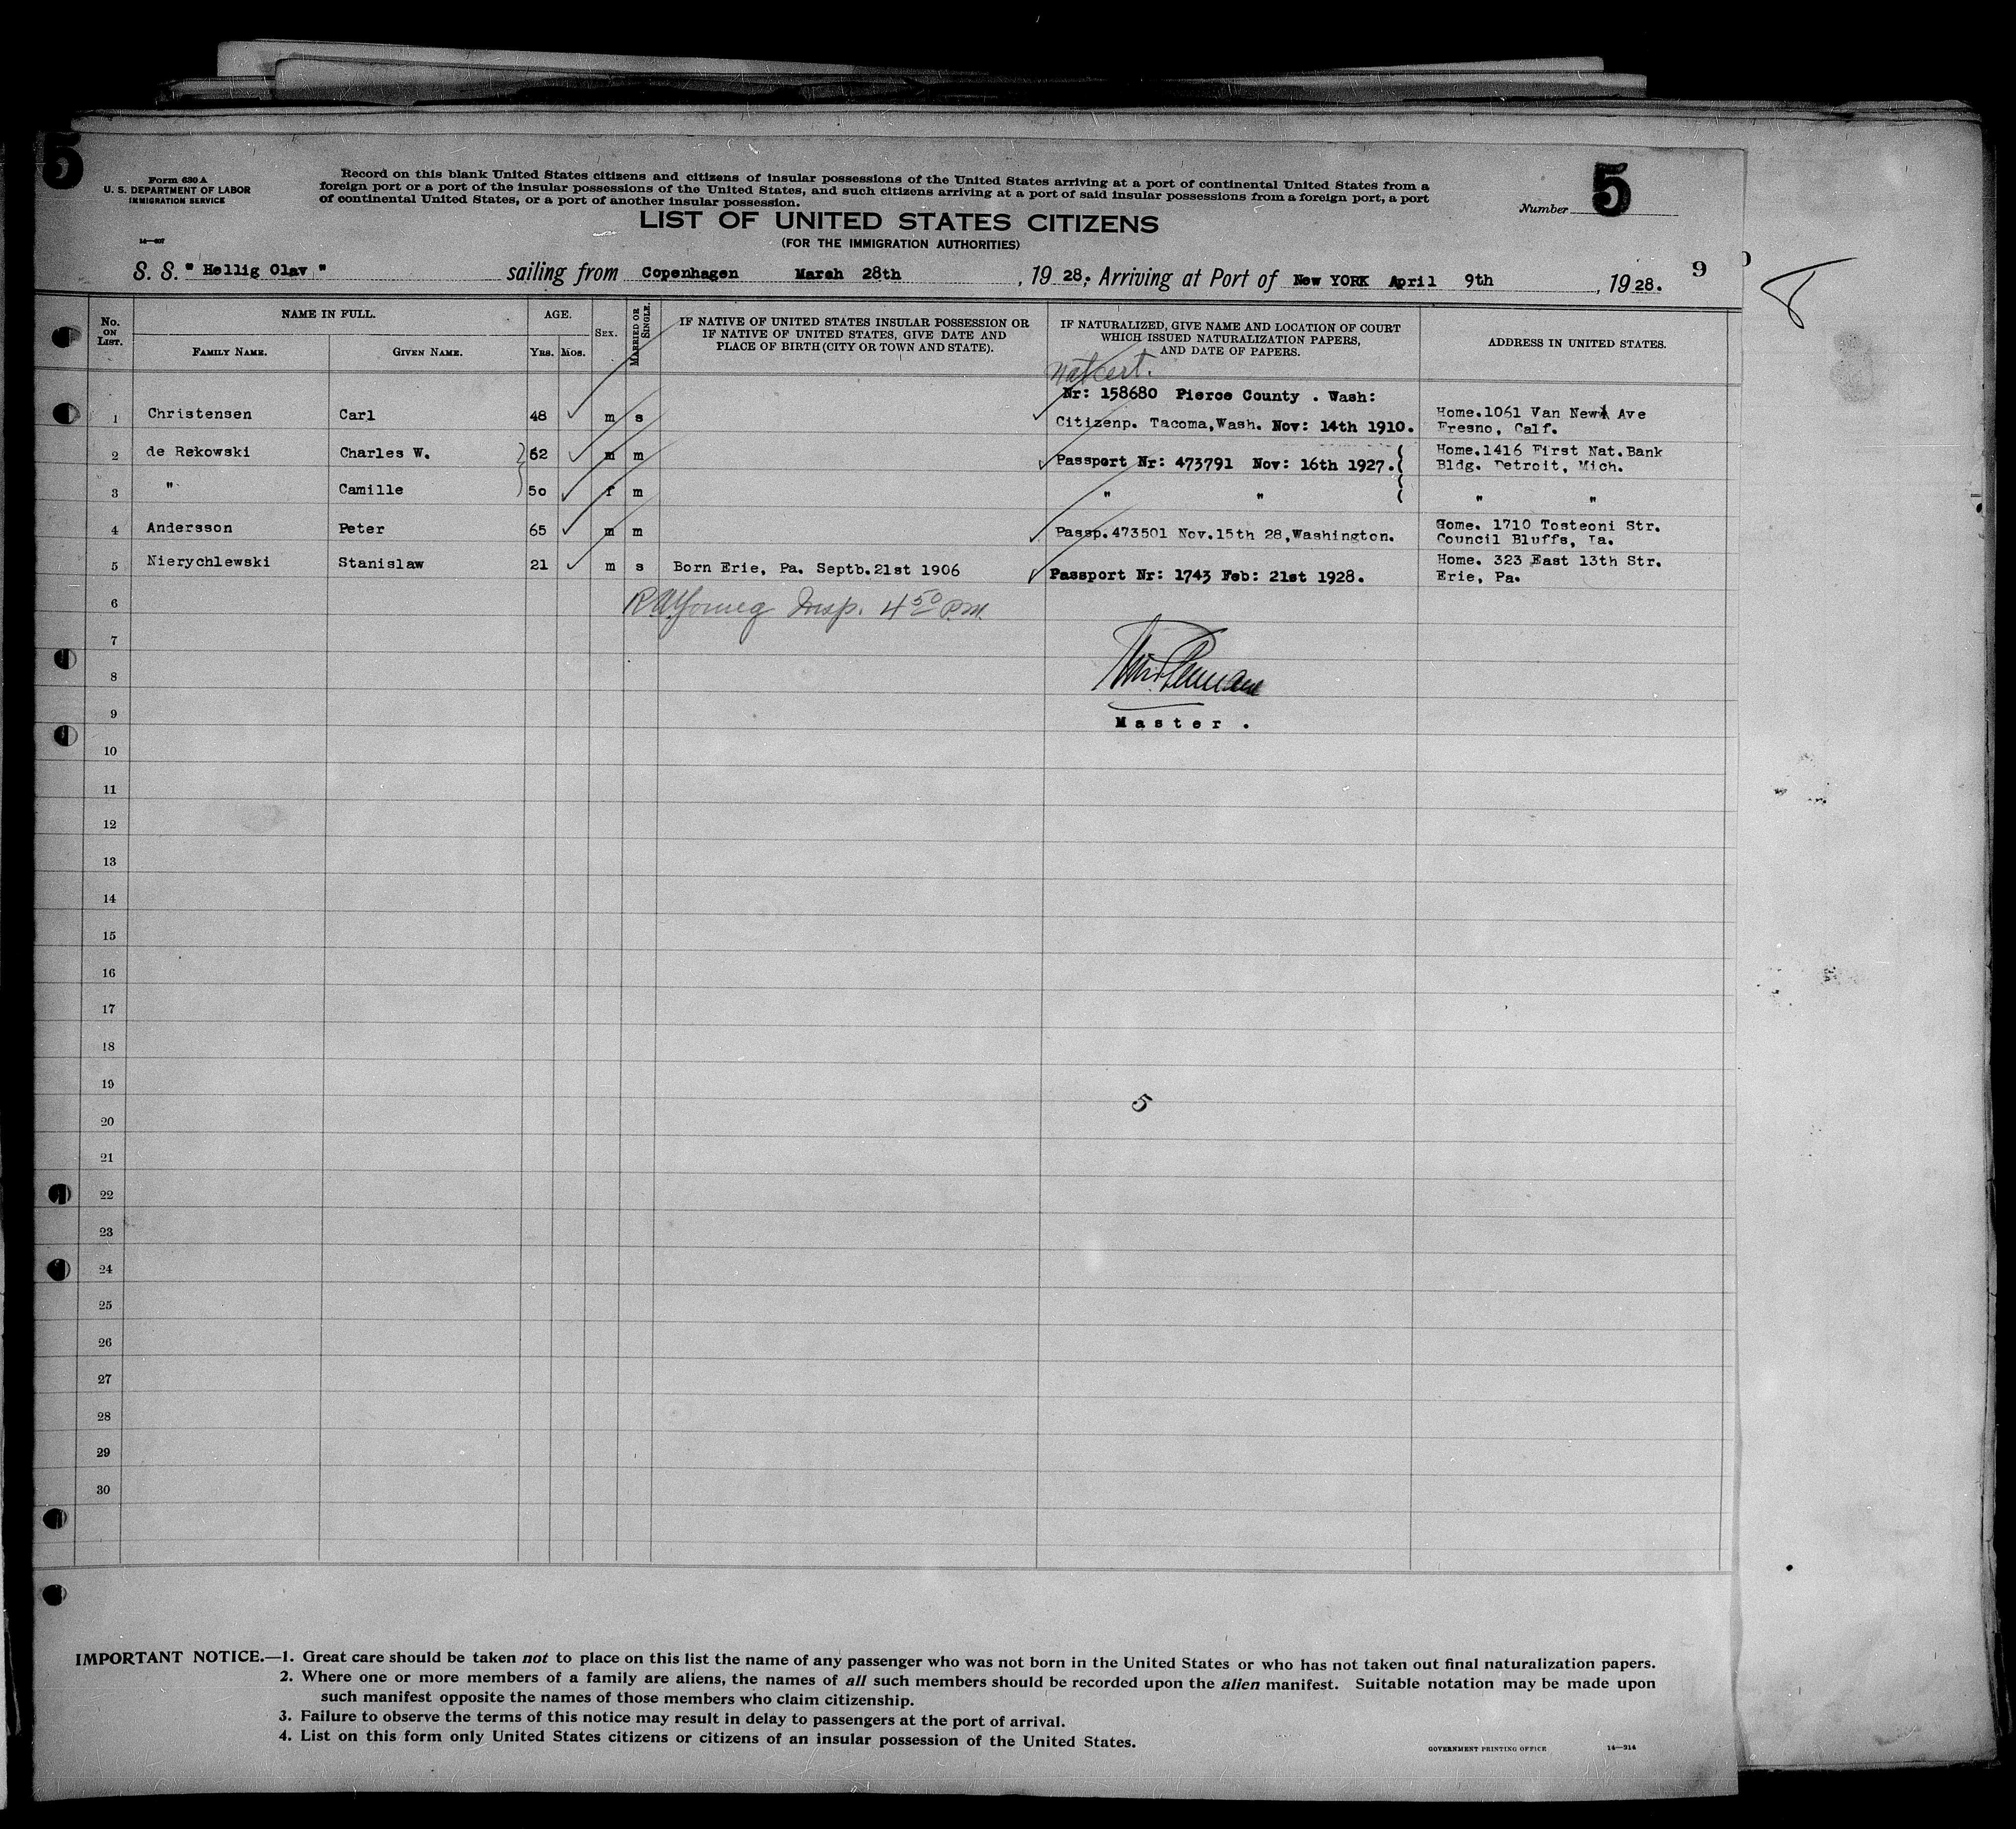 5
Form 630 A
U. S. DEPARTMENT OF LABOR
IMMIGRATION SERVICE
14—407
Record on this blank United States citizens and citizens of insular possessions of the United States arriving at a port of continental United States from a
foreign port or a port of the insular possessions of the United States, and such citizens arriving at a port of said insular possessions from a foreign port, a port
of continental United States, or a port of another insular possession.
Number 5
LIST OF UNITED STATES CITIZENS
(FOR THE IMMIGRATION AUTHORITIES)
S. S. " Hellig Olav " sailing from Copenhagen March 28th , 19 28. Arriving at Port of New YORK April 9th , 19 28.
9
No. ON LIST.
NAME IN FULL.
FAMILY NAME.
GIVEN NAME.
AGE.
YRS.
MOS.
SEX.
MARRIED OR SINGLE.
IF NATIVE OF UNITED STATES INSULAR POSSESSION OR
IF NATIVE OF UNITED STATES, GIVE DATE AND
PLACE OF BIRTH (CITY OR TOWN AND STATE).
IF NATURALIZED, GIVE NAME AND LOCATION OF COURT
WHICH ISSUED NATURALIZATION PAPERS,
AND DATE OF PAPERS.
ADDRESS IN UNITED STATES.
Nat Cert.
Nr: 158680 Pierce County . Wash:
1 Christensen Carl 48 m s Citizenp. Tacoma,Wash. Nov: 14th 1910. Home.1061 Van New Ave
Fresno, Calf.
2 de Rekowski Charles W. 62 m m Passport Nr: 473791 Nov: 16th 1927. Home.1416 First Nat.Bank
Bldg. Detroit, Mich.
3 " Camille 50 f m " " " "
4 Andersson Peter 65 m m Passp.473501 Nov.15th 28,Washington. Home. 1710 Tosteoni Str.
Council Bluffs, Ia.
5 Nierychlewski Stanislaw 21 m s Born Erie, Pa. Septb.21st 1906 Passport Nr: 1743 Feb: 21st 1928. Home. 323 East 13th Str.
Erie, Pa.
6 Young Insp. 4 50 P.M.
7
8
9 Master .
10
11
12
13
14
15
16
17
18
19
5
20
21
22
23
24
25
26
27
28
29
30
IMPORTANT NOTICE.—1. Great care should be taken not to place on this list the name of any passenger who was not born in the United States or who has not taken out final naturalization papers.
2. Where one or more members of a family are aliens, the names of all such members should be recorded upon the alien manifest. Suitable notation may be made upon
such manifest opposite the names of those members who claim citizenship.
3. Failure to observe the terms of this notice may result in delay to passengers at the port of arrival.
4. List on this form only United States citizens or citizens of an insular possession of the United States.
GOVERNMENT PRINTING OFFICE 14—314